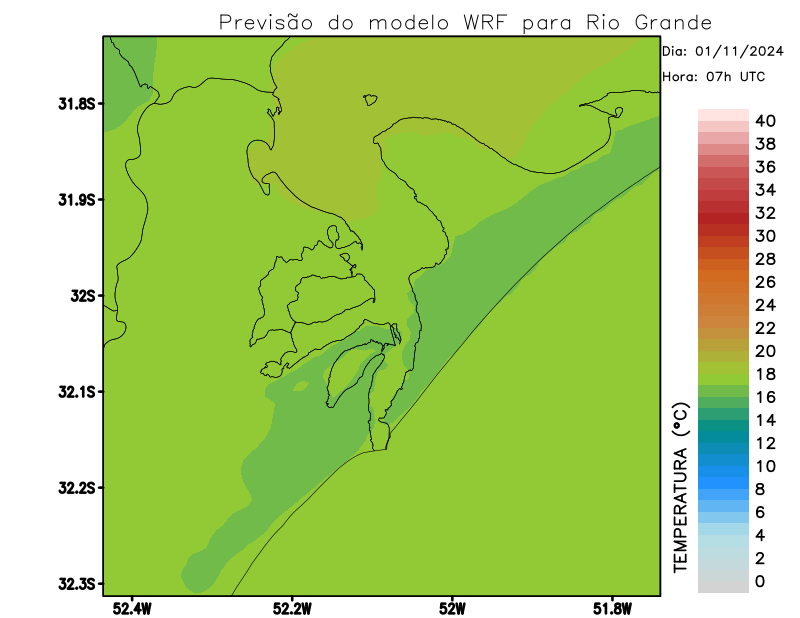 Previsão do modelo WRF para Rio Grande
Dia: 01/11/2024
Hora: 07h UTC
31.8S
31.9S
32S
32.1S
32.2S
32.3S
52.4W
52.2W
52W
51.8W
TEMPERATURA (°C)
40
38
36
34
32
30
28
26
24
22
20
18
16
14
12
10
8
6
4
2
0